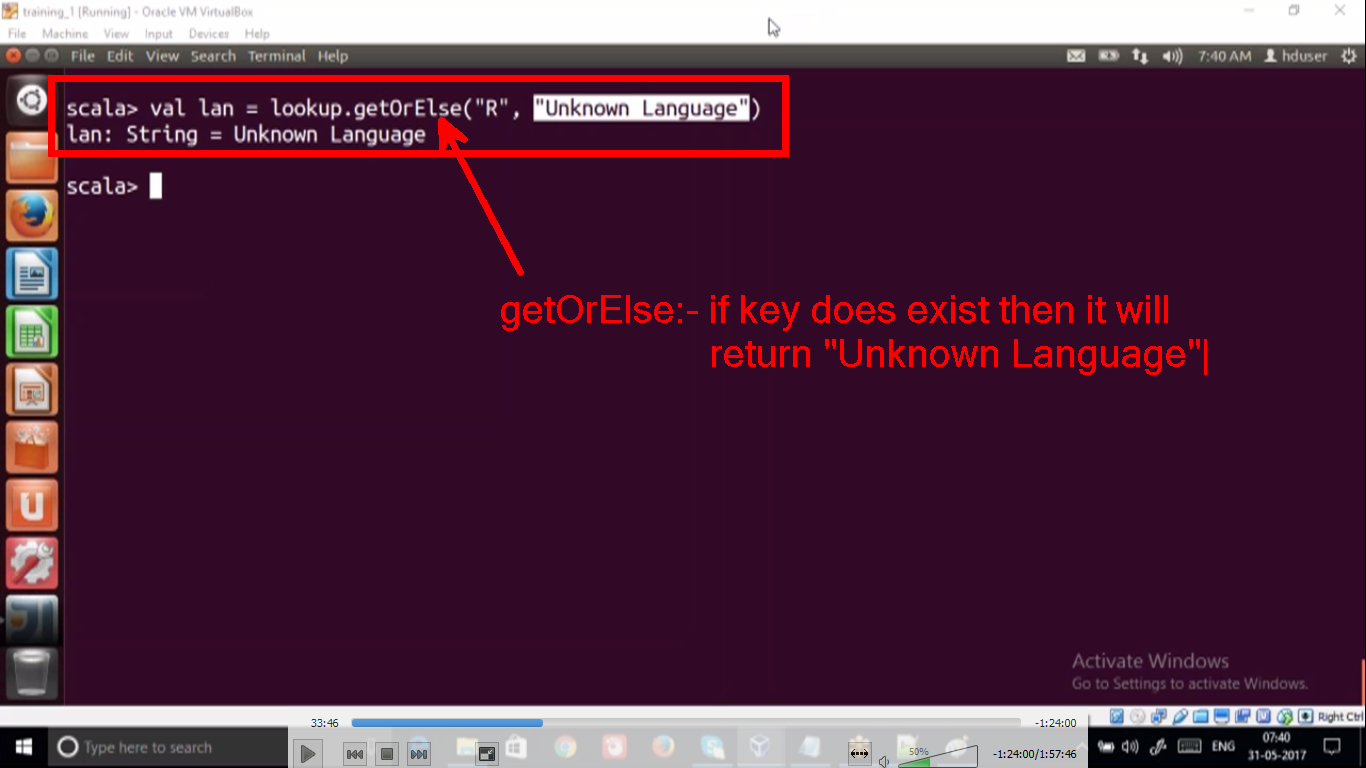 training_1 [Running] - Oracle VM VirtualBox
File Machine View Input Devices Help
File Edit View Search Terminal Help
7:40 AM hduser
scala> val lan = lookup.getOrElse("R", "Unknown Language")
lan: String = Unknown Language
scala>
getOrElse:- if key does exist then it will
return "Unknown Language"
Activate Windows
Go to Settings to activate Windows.
Right Ctrl
33:46
-1:24:00
Type here to search
50%
-1:24:00/1:57:46
ENG
07:40
31-05-2017